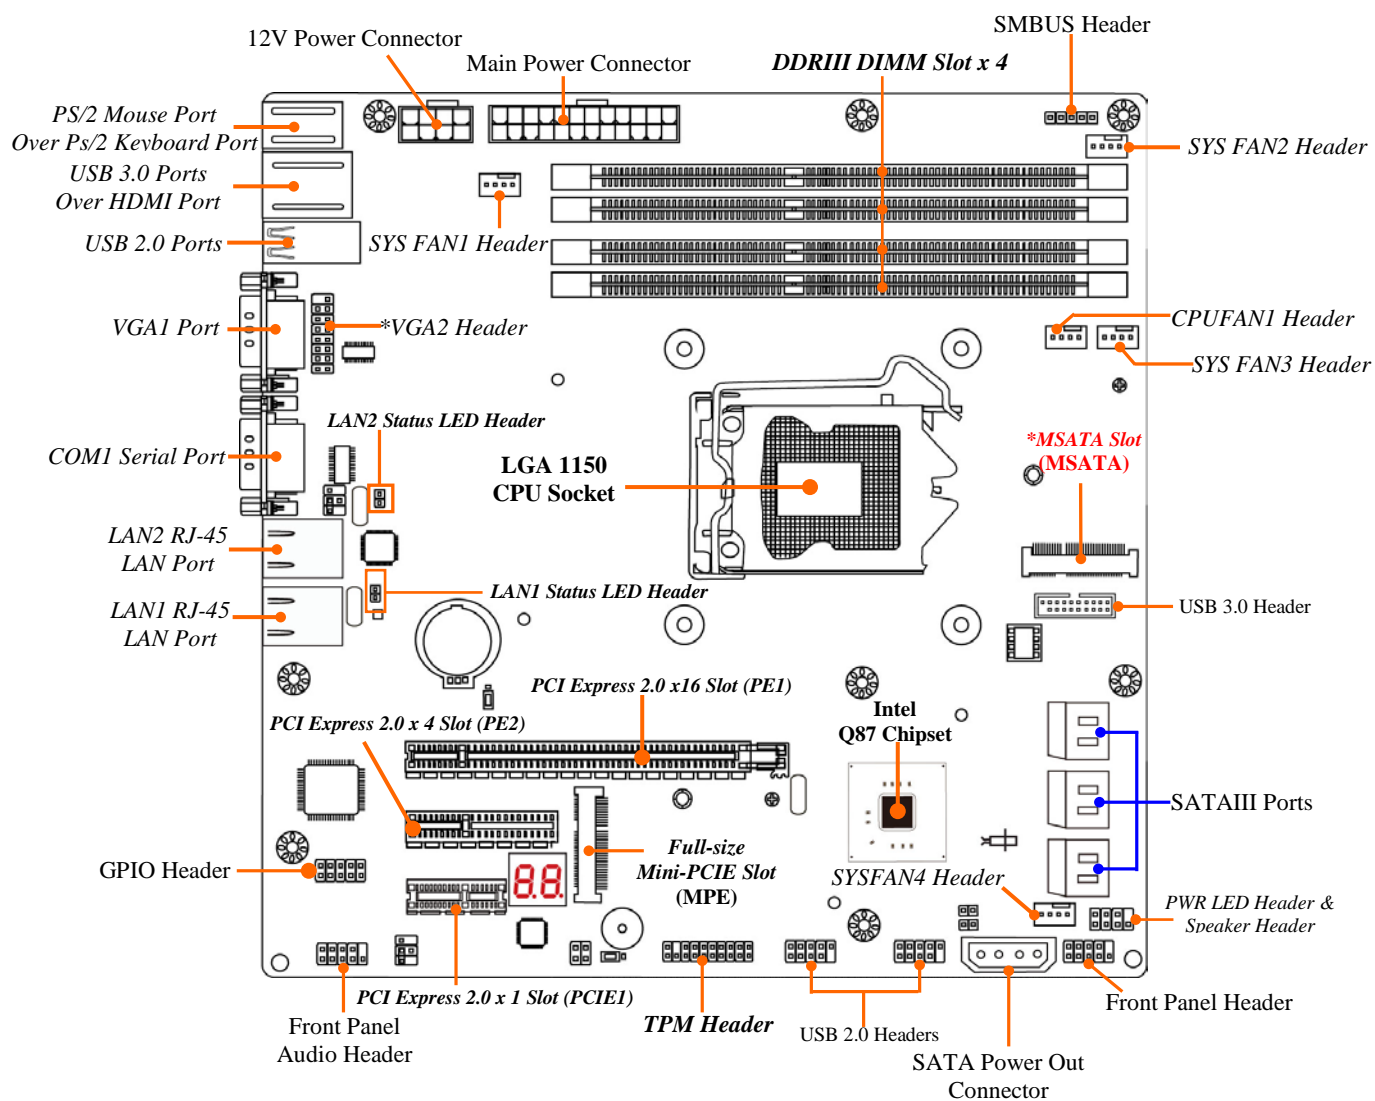 SMBUS Header
12V Power Connector
Main Power Connector
DDRIII DIMM Slot x 4
PS/2 Mouse Port
Over Ps/2 Keyboard Port
SYS FAN2 Header
USB 3.0 Ports
Over HDMI Port
USB 2.0 Ports
SYS FAN1 Header
VGA1 Port
*VGA2 Header
CPUFAN1 Header
SYS FAN3 Header
LAN2 Status LED Header
COM1 Serial Port
*MSATA Slot
(MSATA)
LGA 1150
CPU Socket
LAN2 RJ-45
LAN Port
LAN1 Status LED Header
LAN1 RJ-45
LAN Port
USB 3.0 Header
PCI Express 2.0 x16 Slot (PE1)
PCI Express 2.0 x 4 Slot (PE2)
Intel
Q87 Chipset
SATAIII Ports
Full-size
Mini-PCIE Slot
(MPE)
GPIO Header
8.8.
SYSFAN4 Header
PWR LED Header &
Speaker Header
PCI Express 2.0 x 1 Slot (PCIE1)
Front Panel Header
Front Panel
Audio Header
TPM Header
USB 2.0 Headers
SATA Power Out
Connector